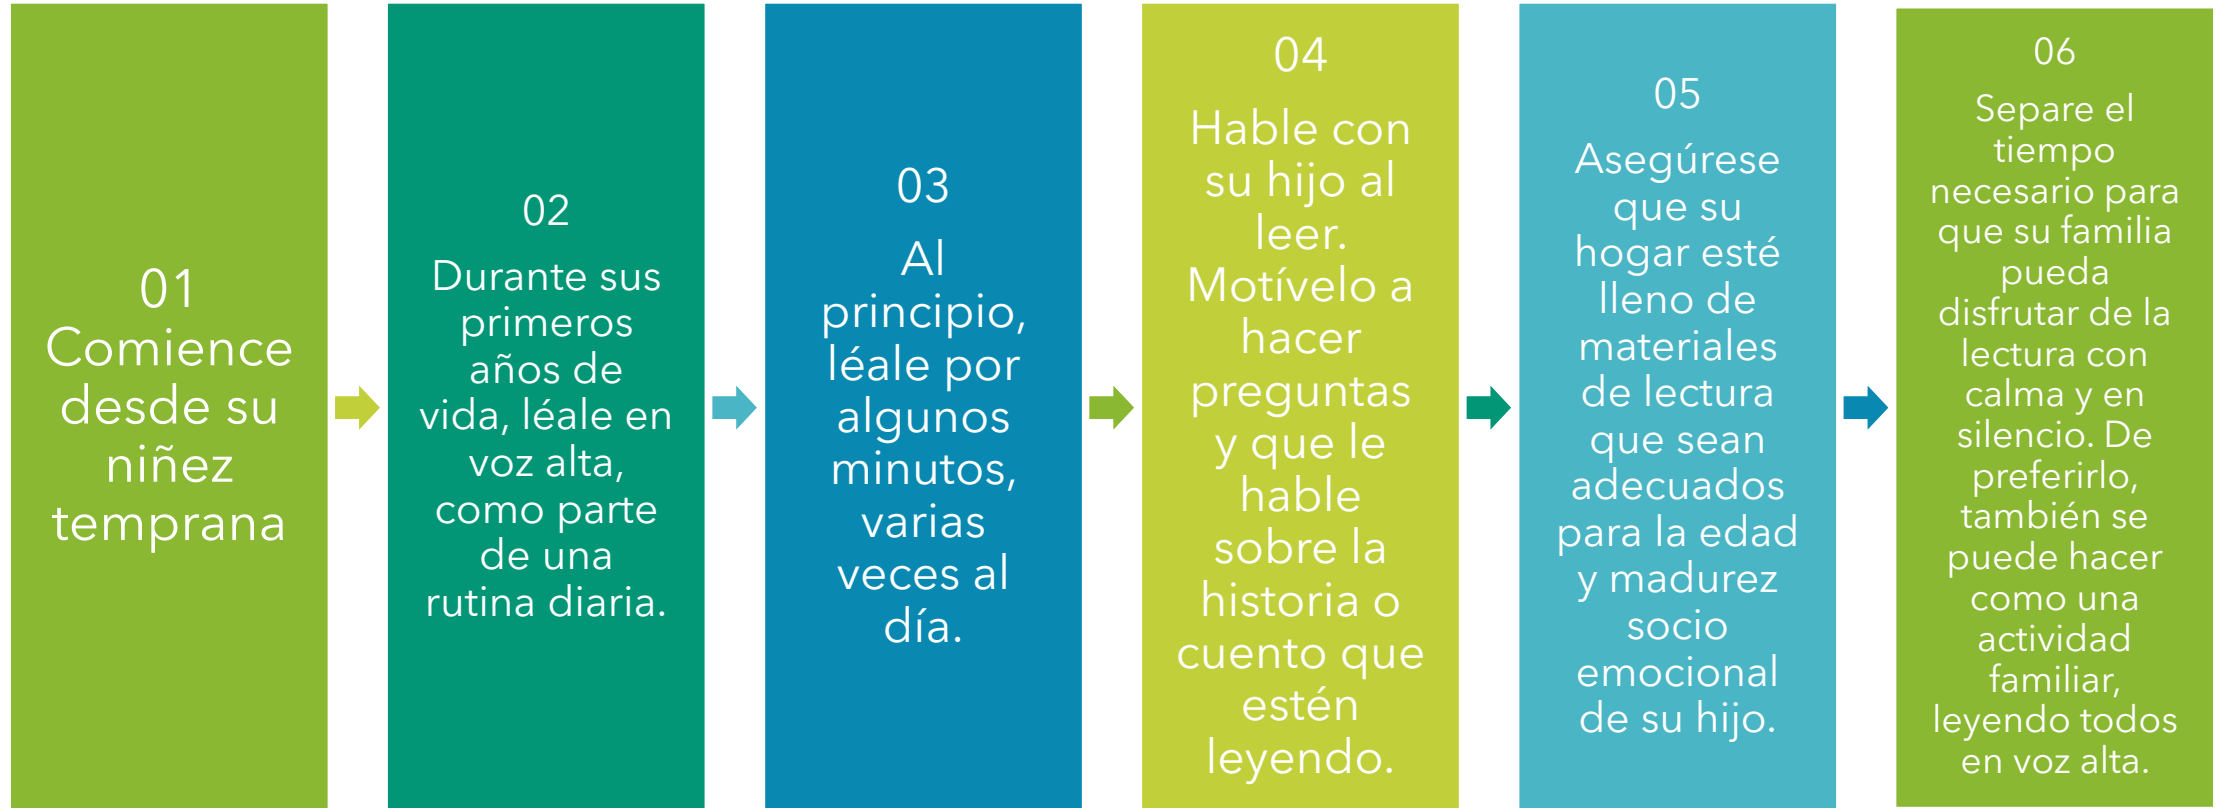 01
Comience
desde su
niñez
temprana
02
Durante sus
primeros
años de
vida, léale en
voz alta,
como parte
de una
rutina diaria.
03
Al
principio,
léale por
algunos
minutos,
varias
veces al
día.
04
Hable con
su hijo al
leer.
Motívelo a
hacer
preguntas
y que le
hable
sobre la
historia o
cuento que
estén
leyendo.
05
Asegúrese
que su
hogar esté
lleno de
materiales
de lectura
que sean
adecuados
para la edad
y madurez
socio
emocional
de su hijo.
06
Separe el
tiempo
necesario para
que su familia
pueda
disfrutar de la
lectura con
calma y en
silencio. De
preferirlo,
también se
puede hacer
como una
actividad
familiar,
leyendo todos
en voz alta.